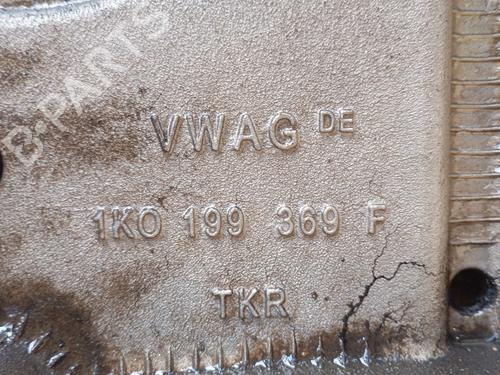 B-PARTS
VWAG DE
1K0 199 369 F
TKR